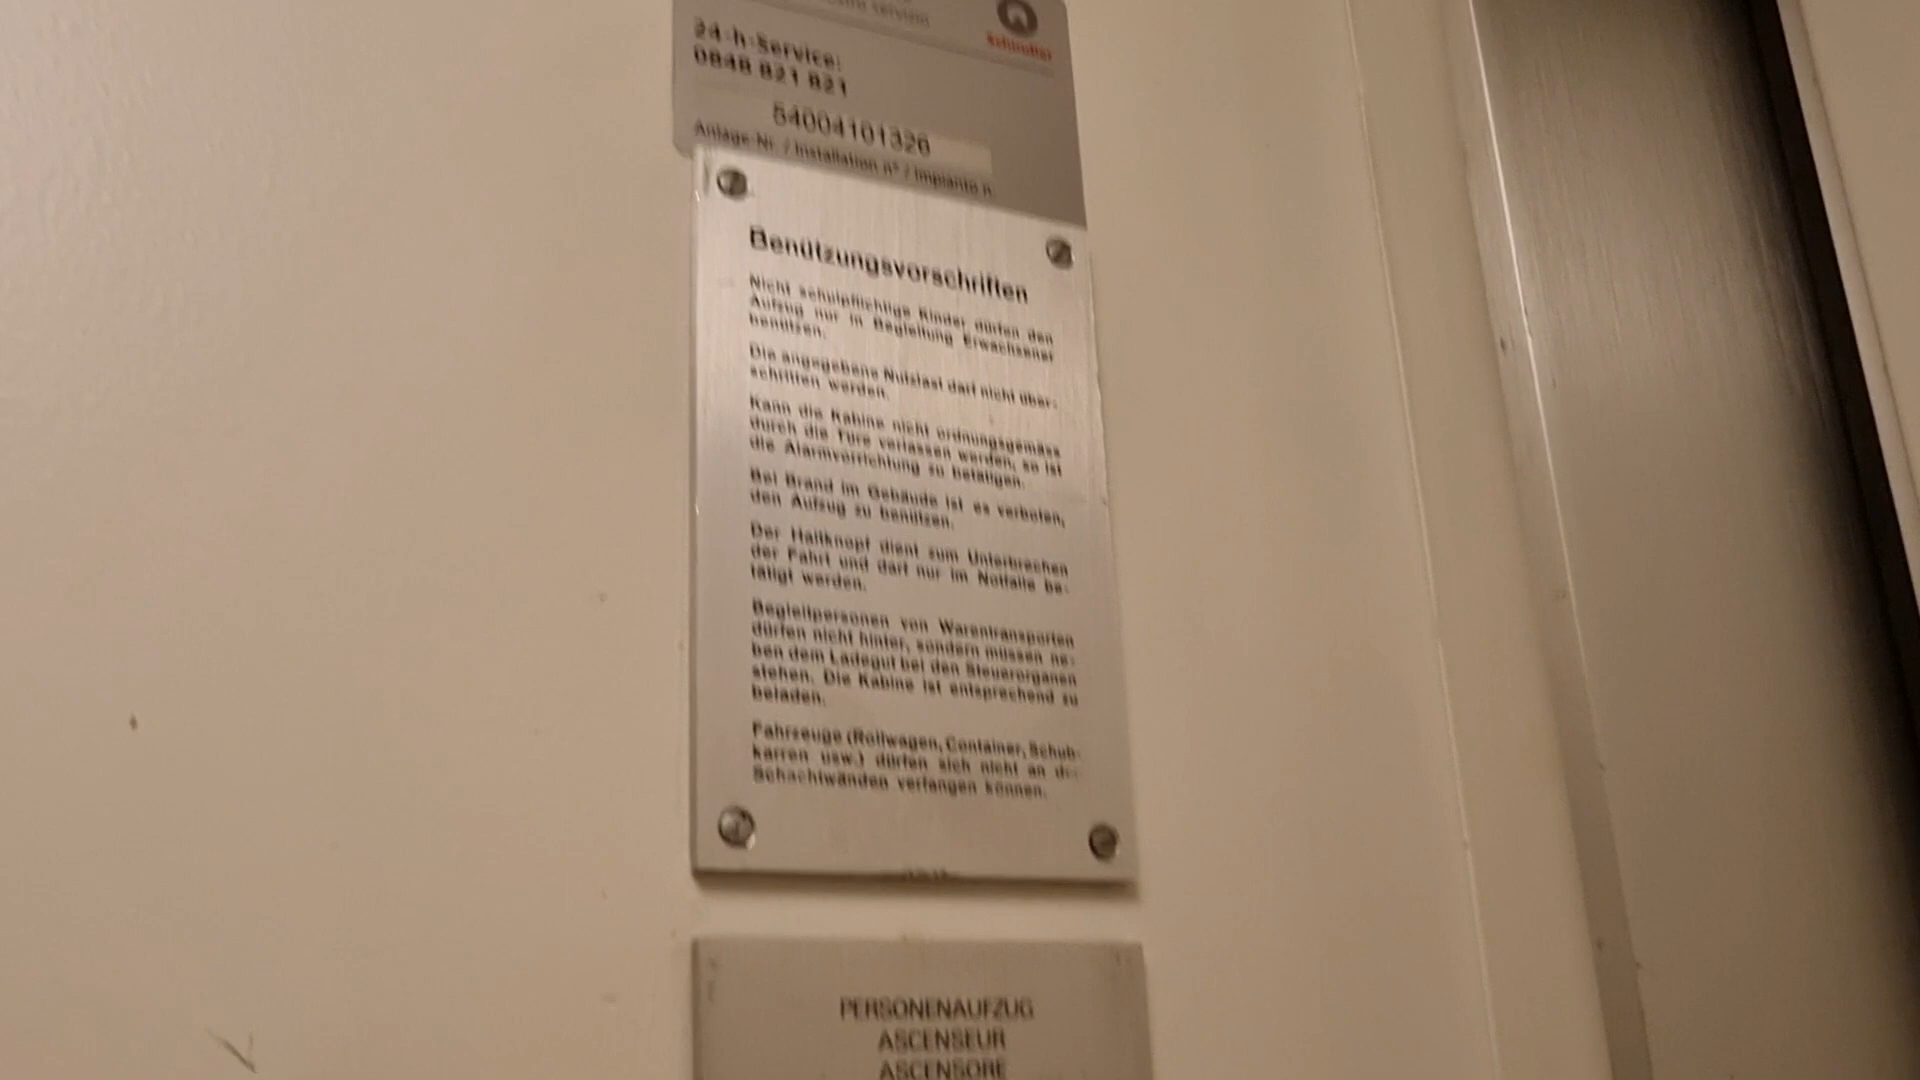 Schindler
24-h-Service:
0848 821 821
54004101326
Anlage-Nr. / Installation n° / Impianto n.
Benützungsvorschriften
Nicht schulpflichtige Kinder dürfen den
Aufzug nur in Begleitung Erwachsener
benützen.
Die angegebene Nutzlast darf nicht über-
schritten werden.
Kann die Kabine nicht ordnungsgemäss
durch die Türe verlassen werden, so ist
die Alarmvorrichtung zu betätigen.
Bei Brand im Gebäude ist es verboten,
den Aufzug zu benützen.
Der Haltknopf dient zum Unterbrechen
der Fahrt und darf nur im Notfalle be-
tätigt werden.
Begleitpersonen von Warentransporten
dürfen nicht hinter, sondern müssen ne-
ben dem Ladegut bei den Steuerorganen
stehen. Die Kabine ist entsprechend zu
beladen.
Fahrzeuge (Rollwagen, Container, Schub-
karren usw.) dürfen sich nicht an
Schachtwänden verfangen können.
PERSONENAUFZUG
ASCENSEUR
ASCENSORE